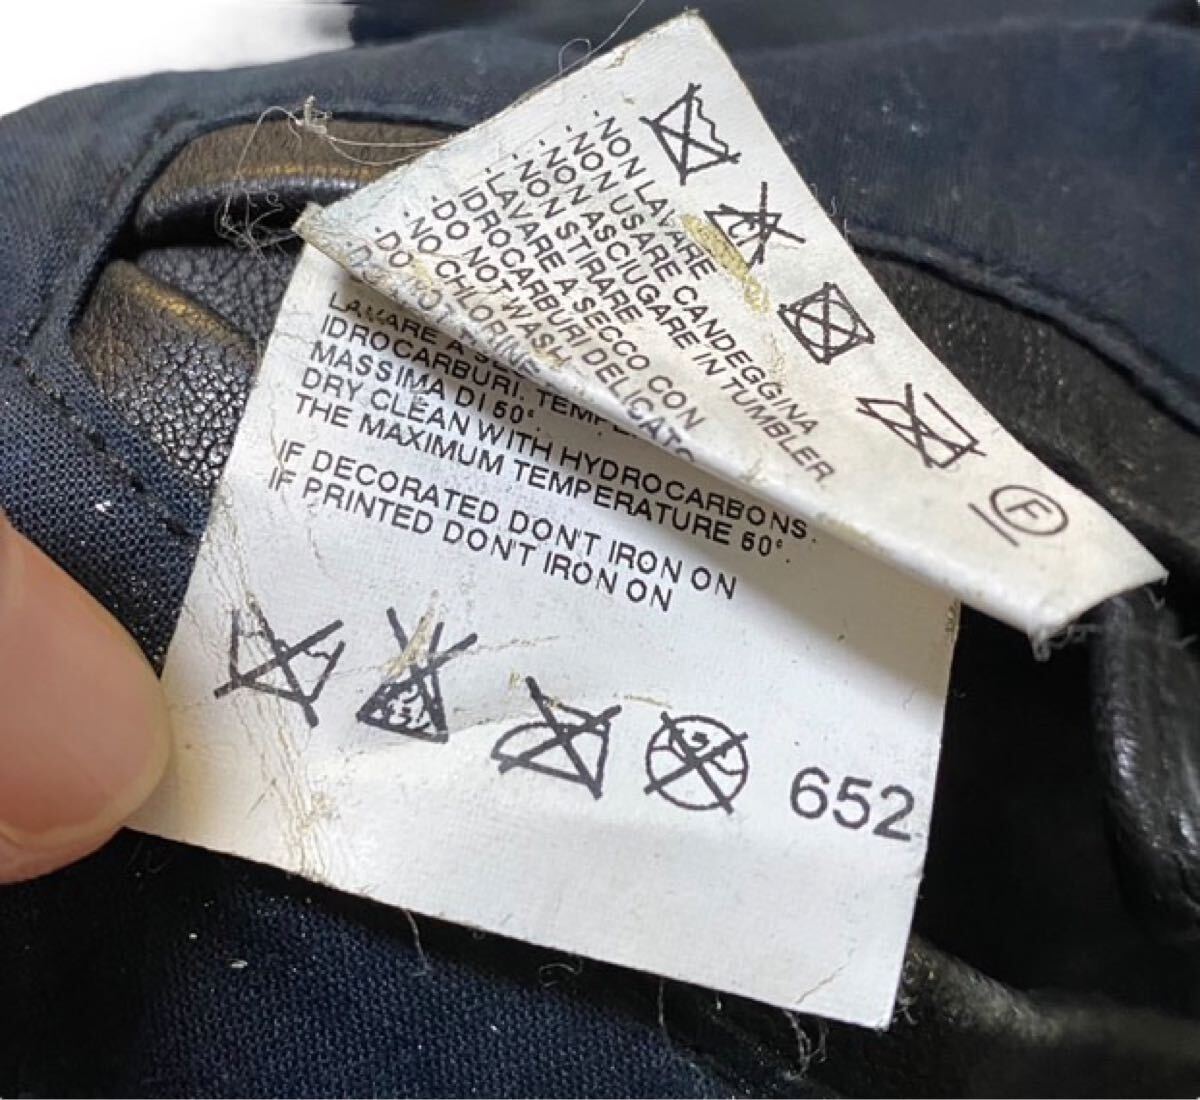 -NON LAVARE
-NON USARE CANDEGGINA
-NON ASCIUGARE IN TUMBLER
-NON STIRARE
-LAVARE A SECCO CON
IDROCARBURI DELICATO
-DO NOT WASH
-NO CHLORINE
-DO
F
LAVARE A
IDROCARBURI. TEMP
MASSIMA DI 60°
DRY CLEAN WITH HYDROCARBONS.
THE MAXIMUM TEMPERATURE 60°.
IF DECORATED DON'T IRON ON
IF PRINTED DON'T IRON ON
652